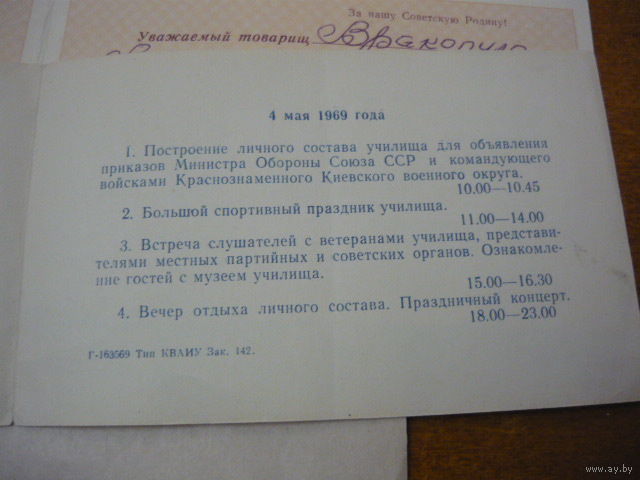 За нашу Советскую Родину!
Уважаемый товарищ
4 мая 1969 года
1. Построение личного состава училища для объявления
приказов Министра Обороны Союза ССР и командующего
войсками Краснознаменного Киевского военного округа.
10.00—10.45
2. Большой спортивный праздник училища.
11.00—14.00
3. Встреча слушателей с ветеранами училища, представи-
телями местных партийных и советских органов. Ознакомле-
ние гостей с музеем училища.
15.00—16.30
4. Вечер отдыха личного состава. Праздничный концерт.
18.00—23.00
Г-163569 Тип КВАИУ Зак. 142.
ay.by